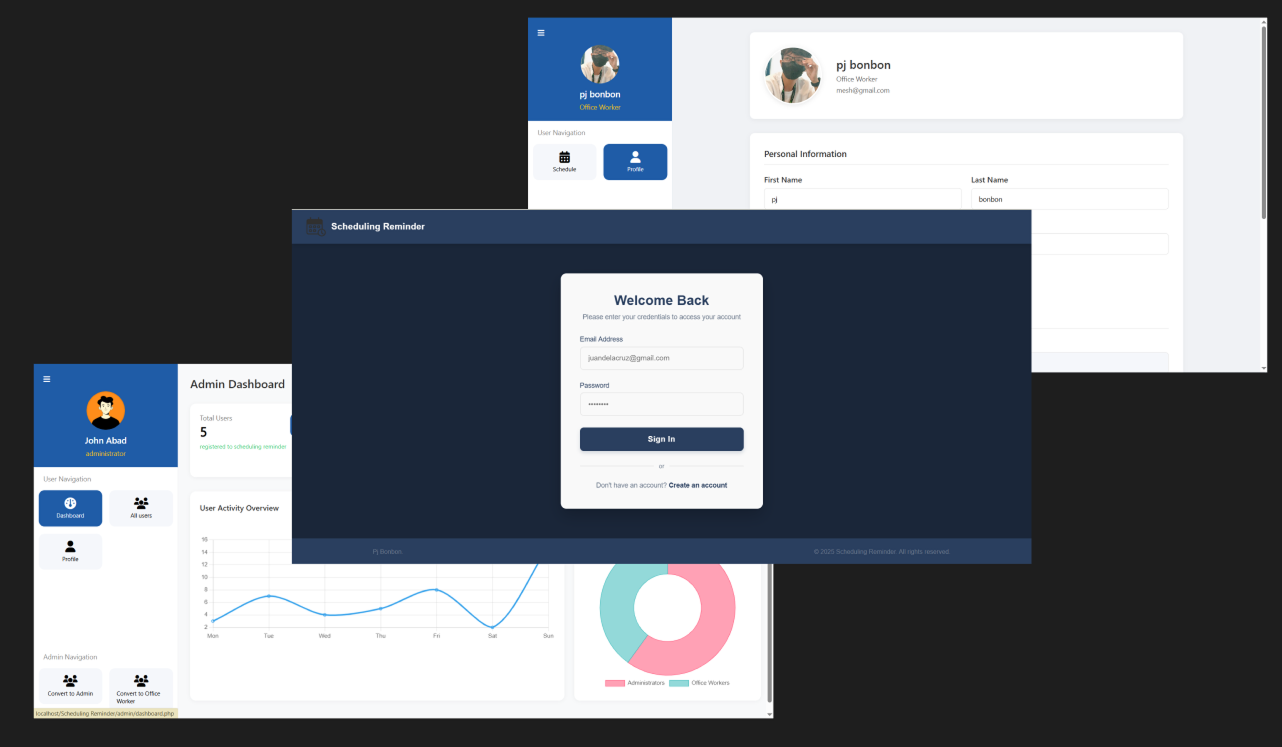 pj bonbon
Office Worker
User Navigation
Schedule
Profile
pj bonbon
Office Worker
mesh@gmail.com
Personal Information
First Name
Last Name
pj
bonbon
Scheduling Reminder
Welcome Back
Please enter your credentials to access your account
Email Address
juandelacruz@gmail.com
Password
••••••••
Sign In
or
Don't have an account? Create an account
Pj Bonbon
© 2025 Scheduling Reminder. All rights reserved.
John Abad
administrator
User Navigation
Dashboard
All users
Profile
Admin Navigation
Convert to Admin
Convert to Office
Worker
localhost/Scheduling Reminder/admin/dashboard.php
Admin Dashboard
Total Users
5
registered to scheduling reminder
User Activity Overview
16
14
12
10
8
6
4
2
Mon
Tue
Wed
Thu
Fri
Sat
Sun
Administrators
Office Workers